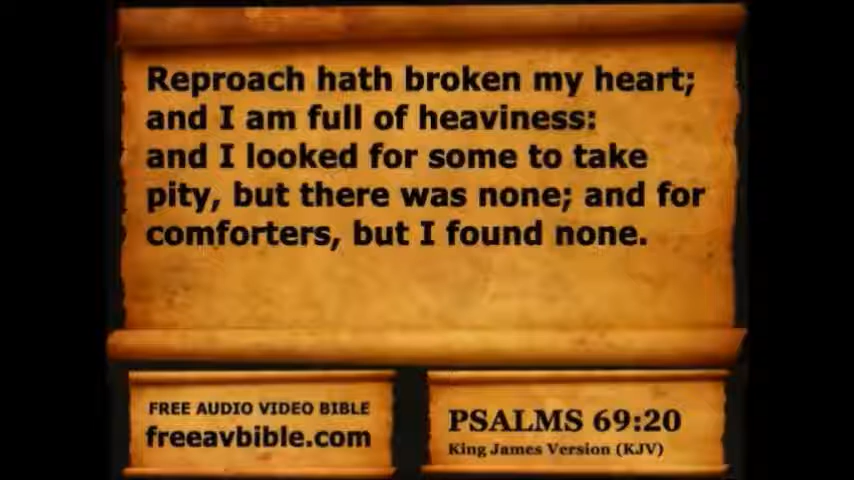 Reproach hath broken my heart;
and I am full of heaviness:
and I looked for some to take
pity, but there was none; and for
comforters, but I found none.
FREE AUDIO VIDEO BIBLE
freeavbible.com
PSALMS 69:20
King James Version (KJV)